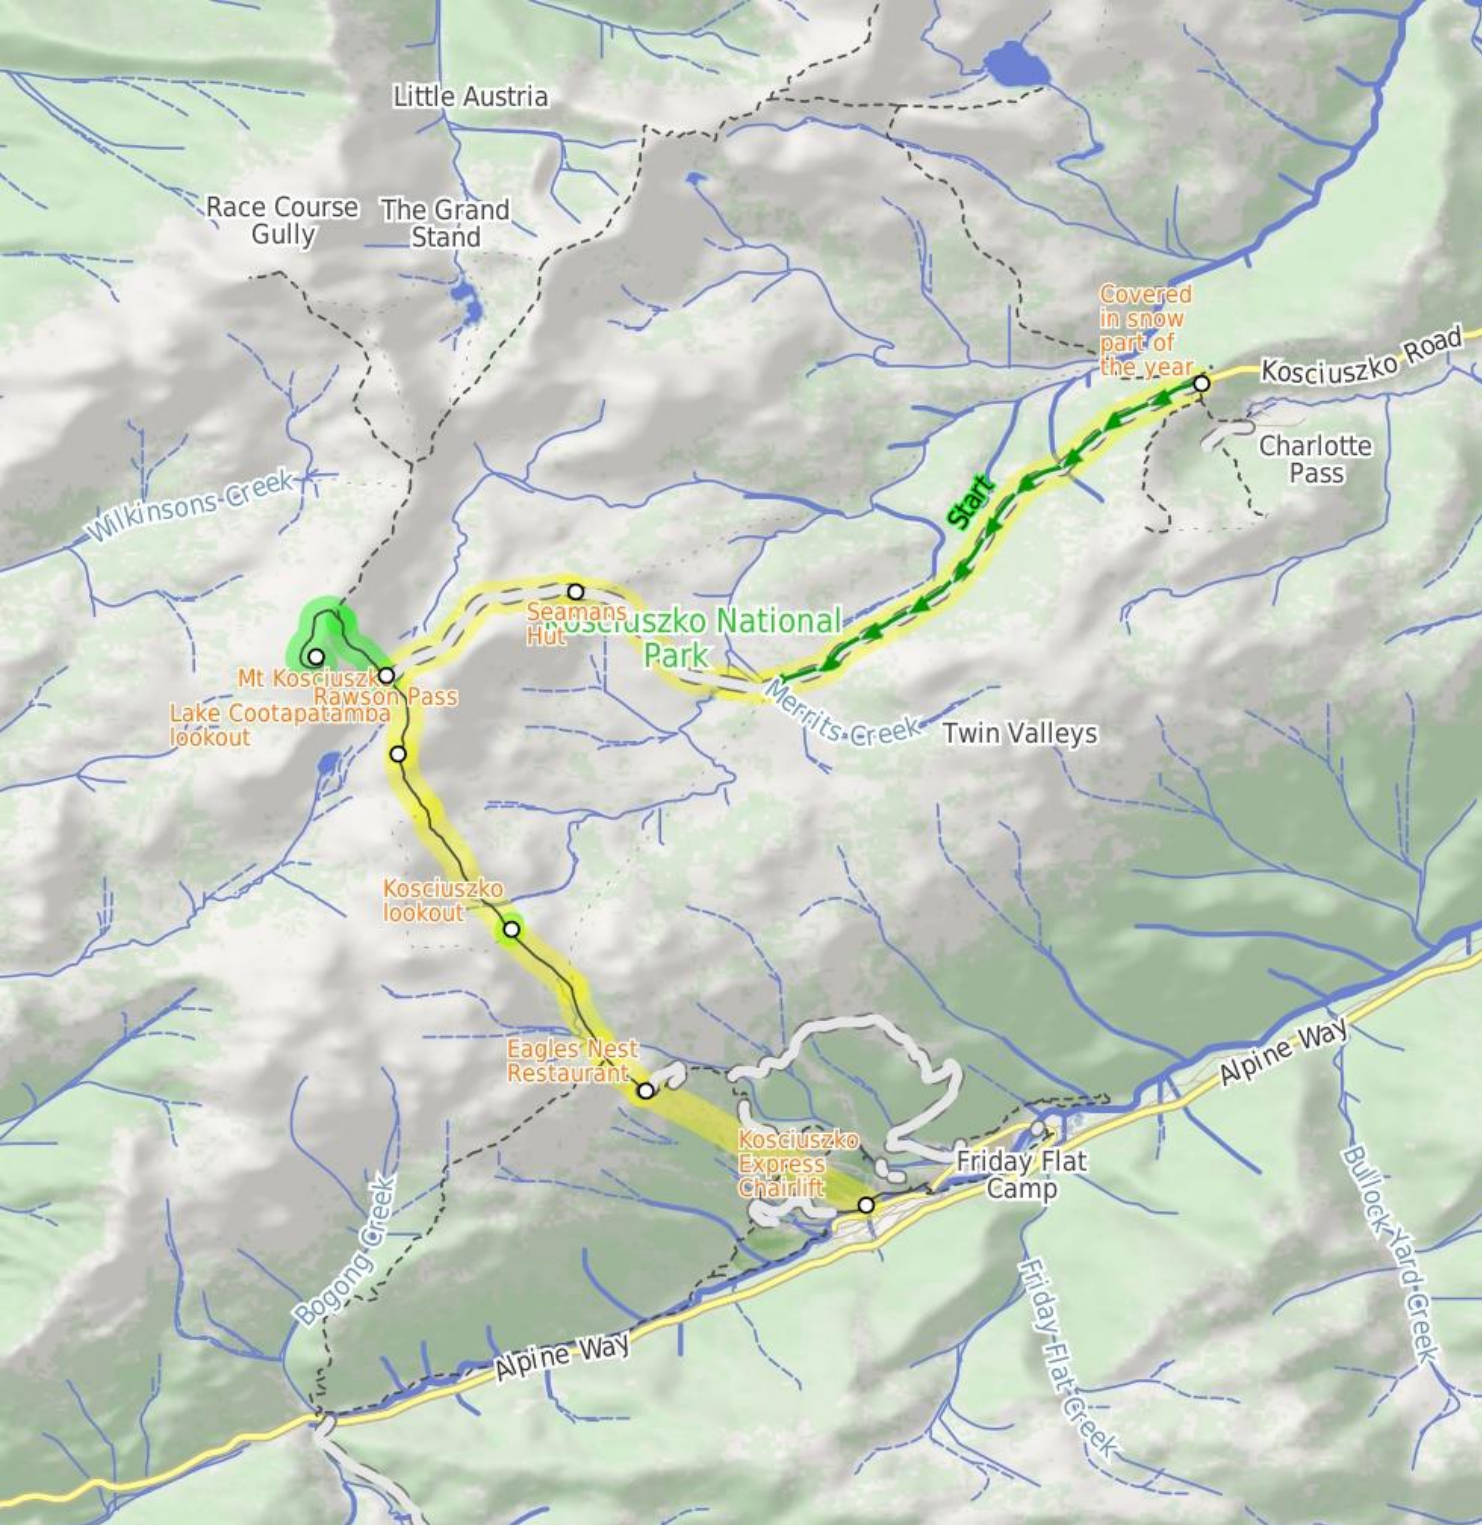 Little Austria
Race Course
Gully
The Grand
Stand
Covered
in snow
part of
the year
Kosciuszko Road
Charlotte
Pass
Wilkinsons Creek
Start
Seamans
Hut
Kosciuszko National
Park
Mt Kosciuszk
Rawson Pass
Lake Cootapatamba
lookout
Merrits Creek
Twin Valleys
Kosciuszko
lookout
Eagles Nest
Restaurant
Alpine Way
Kosciuszko
Express
Chairlift
Friday Flat
Camp
Bogong Creek
Bullock Yard Creek
Friday Flat Creek
Alpine Way